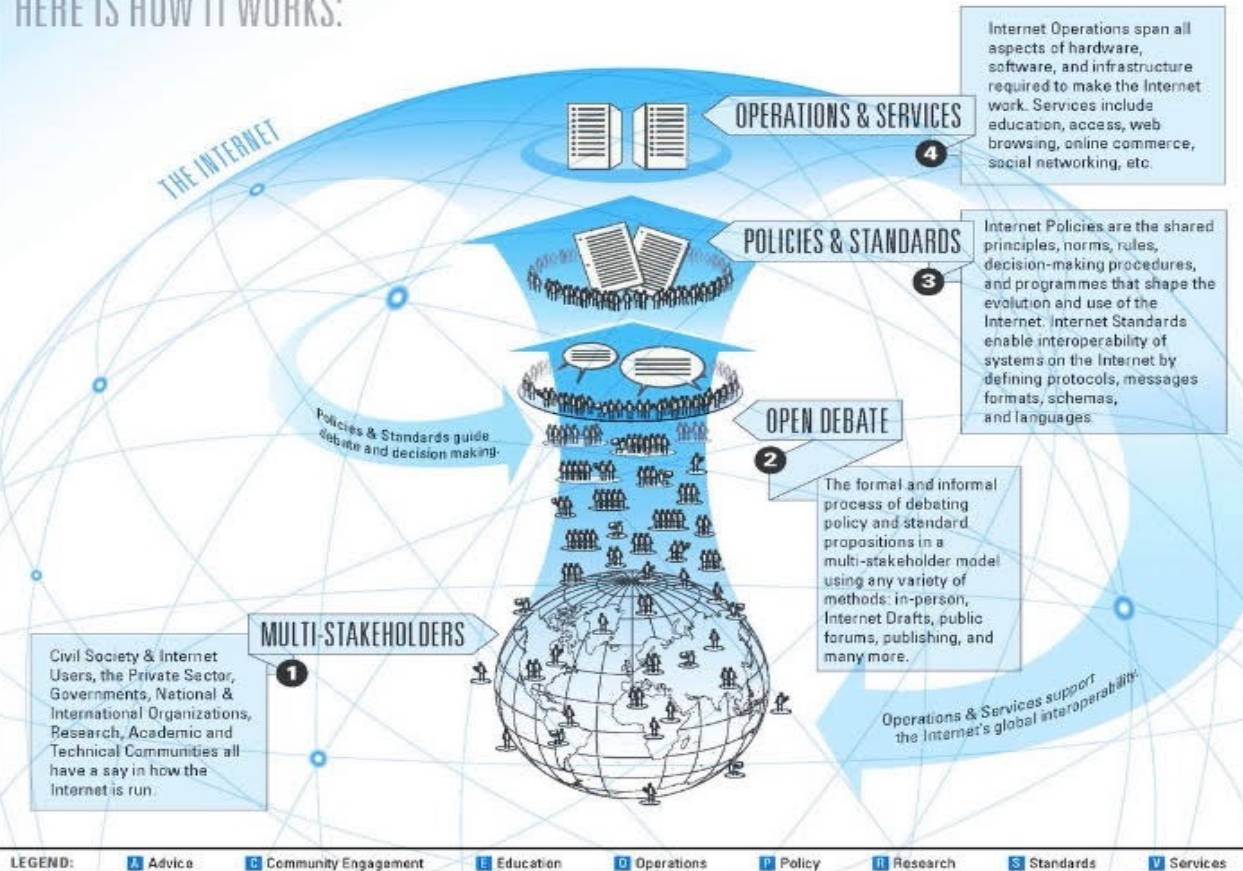 HERE IS HOW IT WORKS:
THE INTERNET
OPERATIONS & SERVICES
4
Internet Operations span all
aspects of hardware,
software, and infrastructure
required to make the Internet
work. Services include
education, access, web
browsing, online commerce,
social networking, etc.
POLICIES & STANDARDS
3
Internet Policies are the shared
principles, norms, rules,
decision-making procedures,
and programmes that shape the
evolution and use of the
Internet. Internet Standards
enable interoperability of
systems on the Internet by
defining protocols, messages
formats, schemas,
and languages
Policies & Standards guide
debate and decision making.
OPEN DEBATE
2
The formal and informal
process of debating
policy and standard
propositions in a
multi-stakeholder model
using any variety of
methods: in-person,
Internet Drafts, public
forums, publishing, and
many more.
MULTI-STAKEHOLDERS
1
Civil Society & Internet
Users, the Private Sector,
Governments, National &
International Organizations,
Research, Academic and
Technical Communities all
have a say in how the
Internet is run.
Operations & Services support
the Internet's global interoperability.
LEGEND: A Advice C Community Engagement E Education O Operations P Policy R Research S Standards V Services